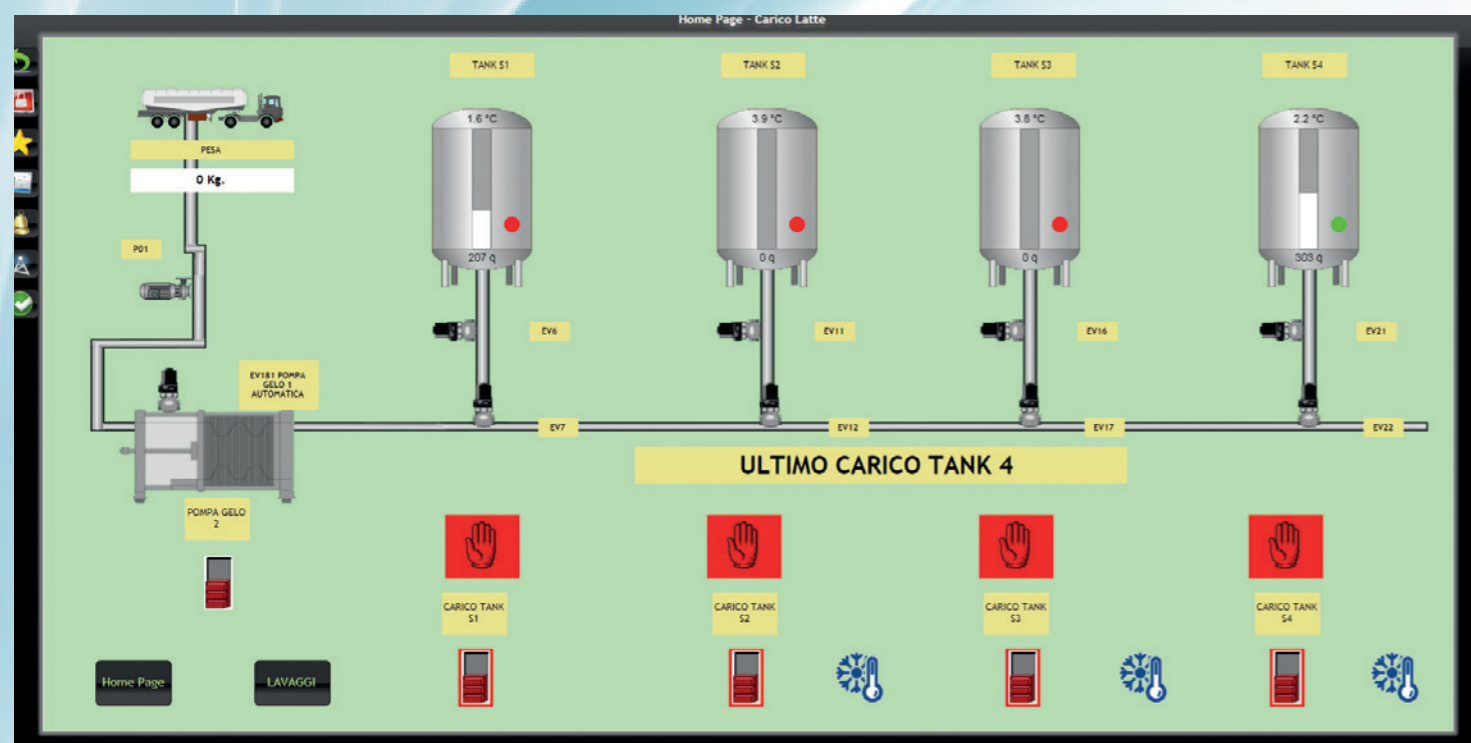 Home Page - Carico Latte
TANK S1
TANK S2
TANK S3
TANK S4
1.6 °C
3.9 °C
3.8 °C
2.2 °C
PESA
0 Kg.
P01
207 q
0 q
0 q
303 q
EV6
EV11
EV16
EV21
EV181 POMPA
GELO 1
AUTOMATICA
EV7
EV12
EV17
EV22
ULTIMO CARICO TANK 4
POMPA GELO
2
CARICO TANK
S1
CARICO TANK
S2
CARICO TANK
S3
CARICO TANK
S4
Home Page
LAVAGGI